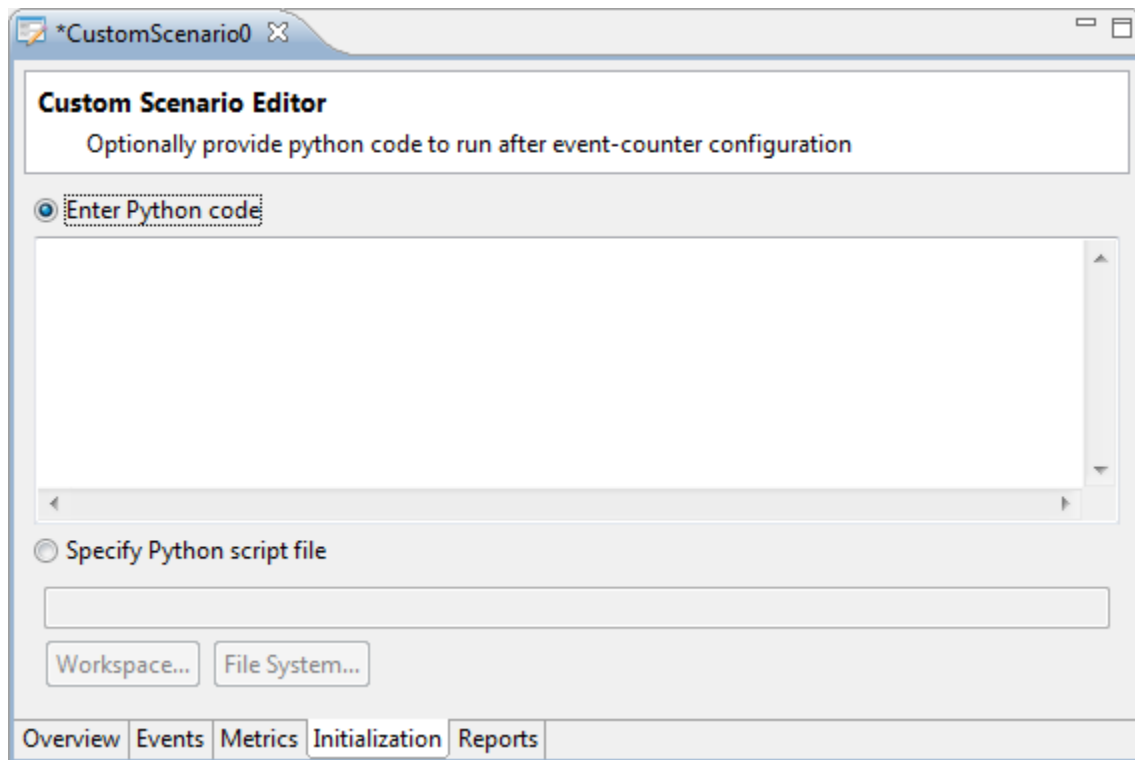 *CustomScenario0
Custom Scenario Editor
Optionally provide python code to run after event-counter configuration
Enter Python code
Specify Python script file
Workspace... File System...
Overview Events Metrics Initialization Reports